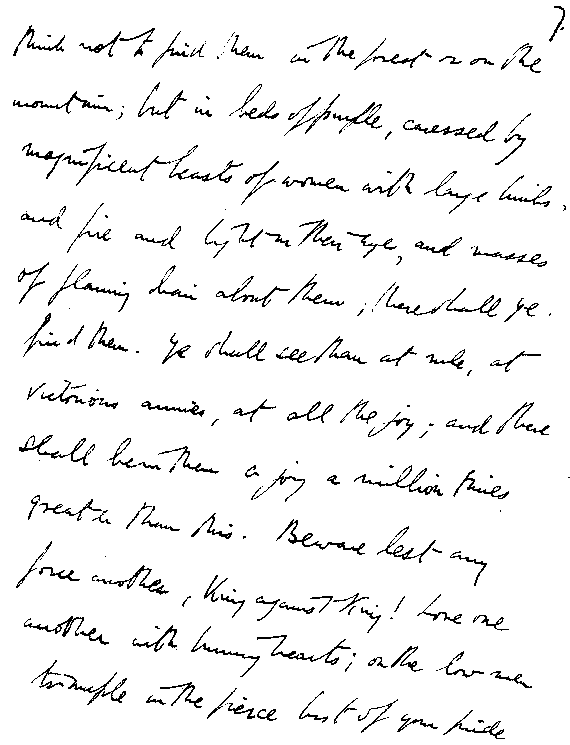 7.
think not to find them in the forest or on the
mountain; but in beds of purple, caressed by
magnificent beasts of women with large limbs,
and fire and light in their eyes, and masses
of flaming hair about them; there shall ye
find them. Ye shall see them at rule, at
victorious armies, at all the joy; and there
shall be in them a joy a million times
greater than this. Beware lest any
force another, King against King! Love one
another with burning hearts; on the low men
trample in the fierce lust of your pride